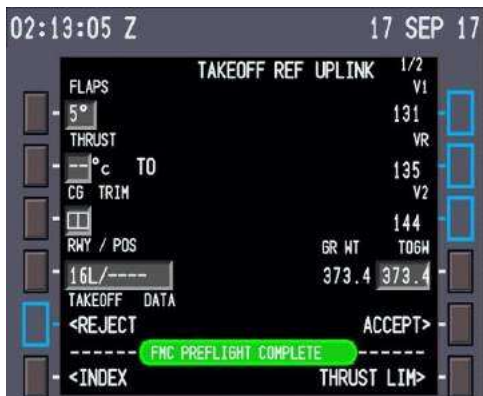 02:13:05 Z 17 SEP 17
TAKEOFF REF UPLINK 1/2
FLAPS V1
5° 131
THRUST VR
--°c TO 135
CG TRIM V2
□□ 144
RWY / POS GR WT TOGW
16L/---- 373.4 373.4
TAKEOFF DATA
<REJECT ACCEPT>
------ FMC PREFLIGHT COMPLETE ------
<INDEX THRUST LIM>